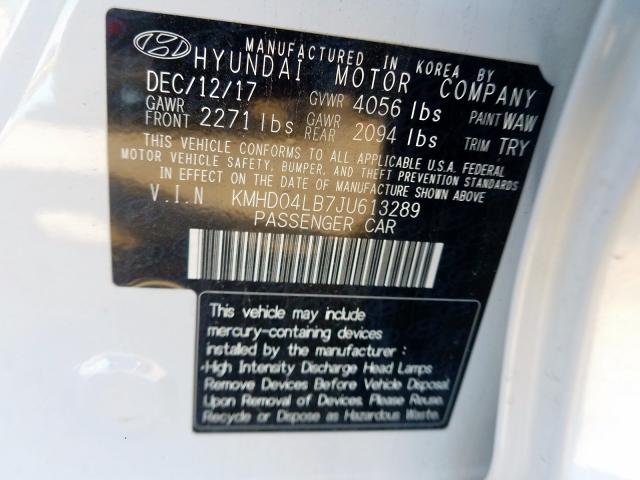 MANUFACTURED IN KOREA BY
HYUNDAI MOTOR COMPANY
DEC/12/17 GVWR 4056 lbs PAINT WAW
GAWR FRONT 2271 lbs GAWR REAR 2094 lbs TRIM TRY
THIS VEHICLE CONFORMS TO ALL APPLICABLE U.S.A. FEDERAL
MOTOR VEHICLE SAFETY, BUMPER, AND THEFT PREVENTION STANDARDS
IN EFFECT ON THE DATE OF MANUFACTURE SHOWN ABOVE
V.I.N KMHD04LB7JU613289
PASSENGER CAR
This vehicle may include
mercury-containing devices
installed by the manufacturer :
-High Intensity Discharge Head Lamps
Remove Devices Before Vehicle Disposal
Upon Removal of Devices. Please Reuse.
Recycle or Dispose as Hazardous Waste.